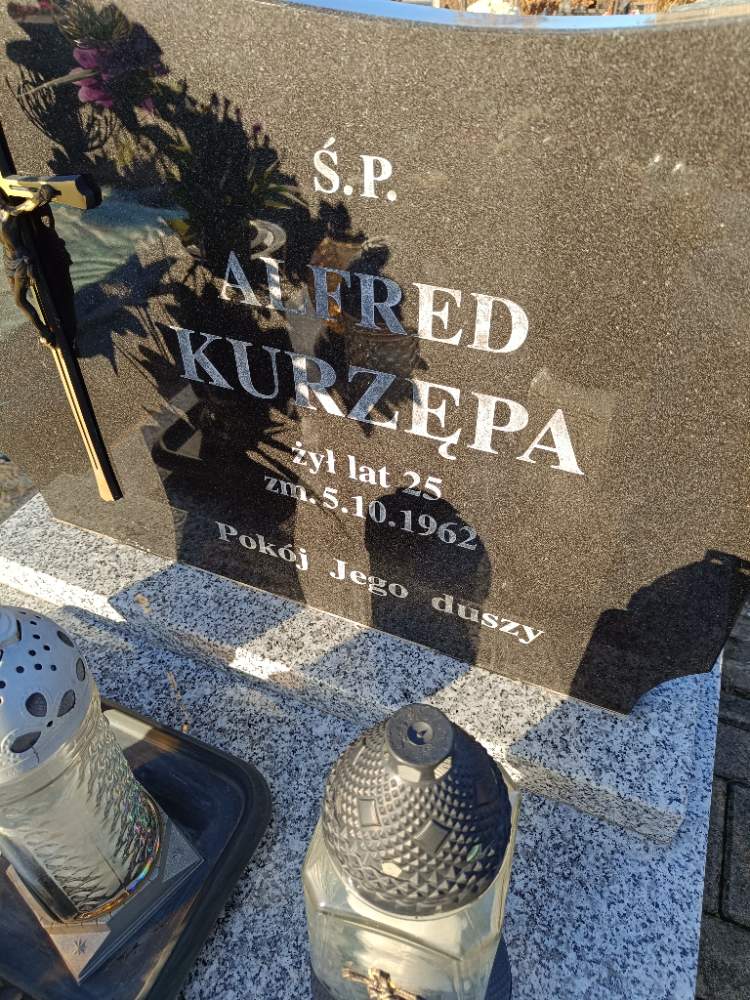 Ś.P.
ALFRED
KURZĘPA
żył lat 25
zm. 5.10.1962
Pokój Jego duszy